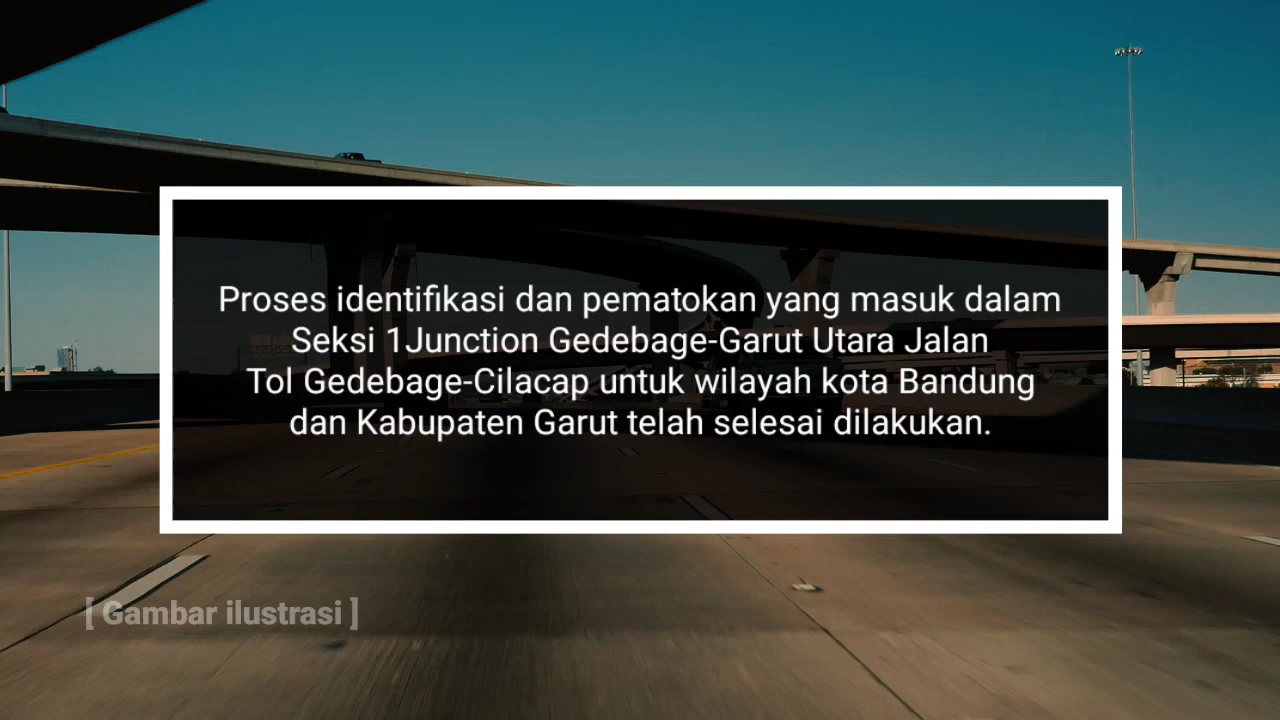 Proses identifikasi dan pematokan yang masuk dalam
Seksi 1Junction Gedebage-Garut Utara Jalan
Tol Gedebage-Cilacap untuk wilayah kota Bandung
dan Kabupaten Garut telah selesai dilakukan.
[ Gambar ilustrasi ]